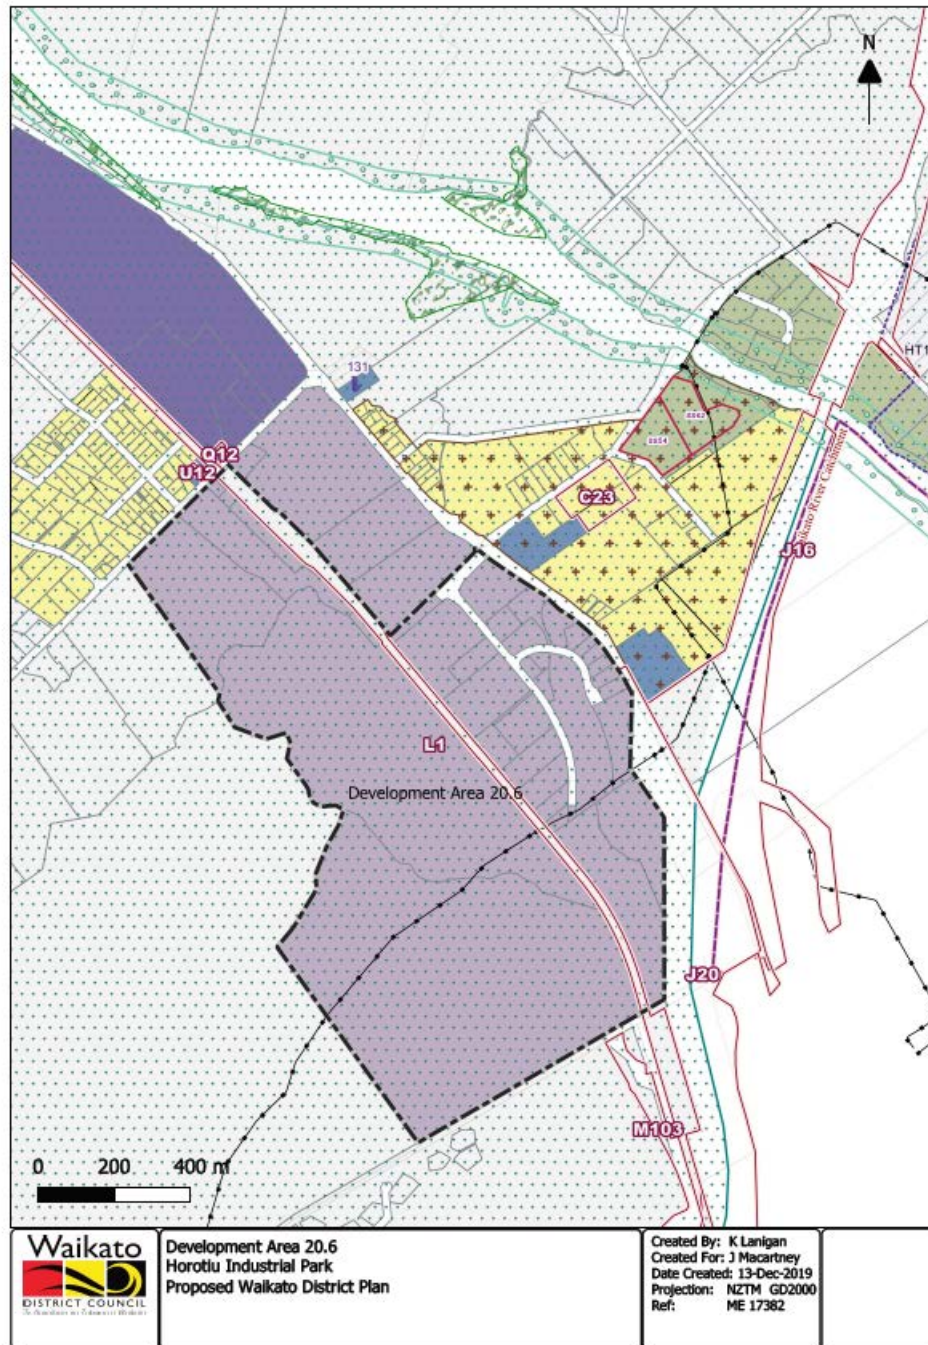 N
131
HT1
8862
8854
Q12
U12
C23
Waikato River Catchment
J16
L1
Development Area 20.6
J20
M103
0 200 400 m
Waikato
DISTRICT COUNCIL
Development Area 20.6
Horotiu Industrial Park
Proposed Waikato District Plan
Created By: K Lanigan
Created For: J Macartney
Date Created: 13-Dec-2019
Projection: NZTM GD2000
Ref: ME 17382